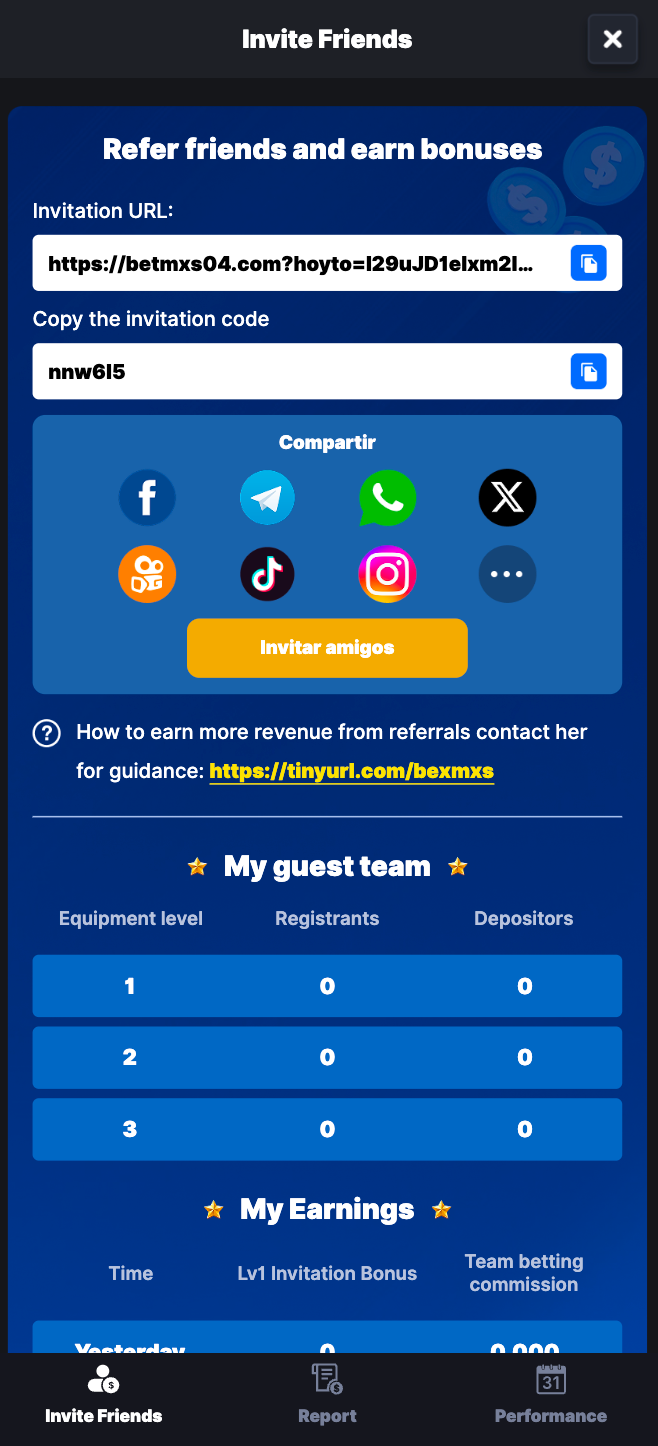 Invite Friends
Refer friends and earn bonuses
Invitation URL:
https://betmxs04.com?hoyto=l29uJD1elxm2l...
Copy the invitation code
nnw6l5
Compartir
Invitar amigos
How to earn more revenue from referrals contact her
for guidance: https://tinyurl.com/bexmxs
My guest team
Equipment level Registrants Depositors
1 0 0
2 0 0
3 0 0
My Earnings
Time Lv1 Invitation Bonus Team betting
commission
Yesterday 0 0.000
31
Invite Friends Report Performance